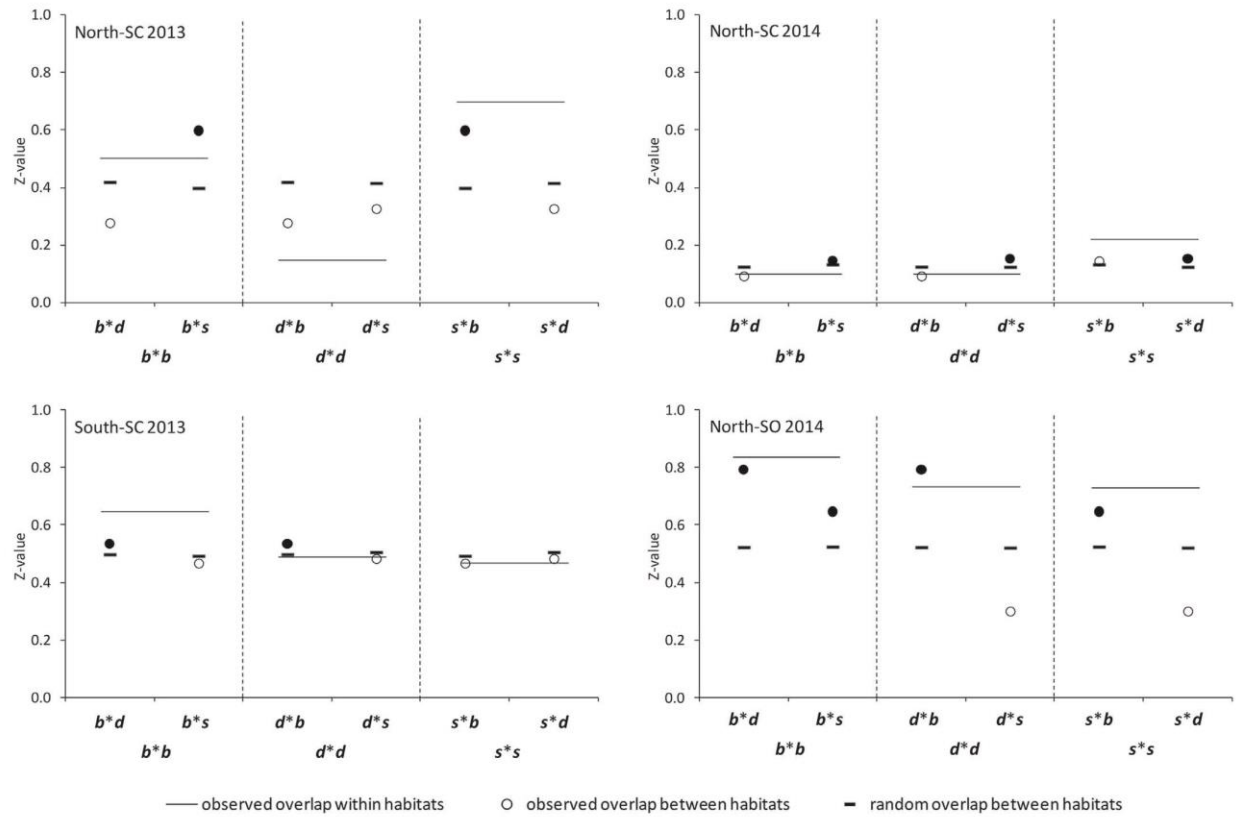 North-SC 2013
Z-value
1.0
0.8
0.6
0.4
0.2
0.0
b*d b*s d*b d*s s*b s*d
b*b d*d s*s
North-SC 2014
Z-value
1.0
0.8
0.6
0.4
0.2
0.0
b*d b*s d*b d*s s*b s*d
b*b d*d s*s
South-SC 2013
Z-value
1.0
0.8
0.6
0.4
0.2
0.0
b*d b*s d*b d*s s*b s*d
b*b d*d s*s
North-SO 2014
Z-value
1.0
0.8
0.6
0.4
0.2
0.0
b*d b*s d*b d*s s*b s*d
b*b d*d s*s
observed overlap within habitats observed overlap between habitats random overlap between habitats